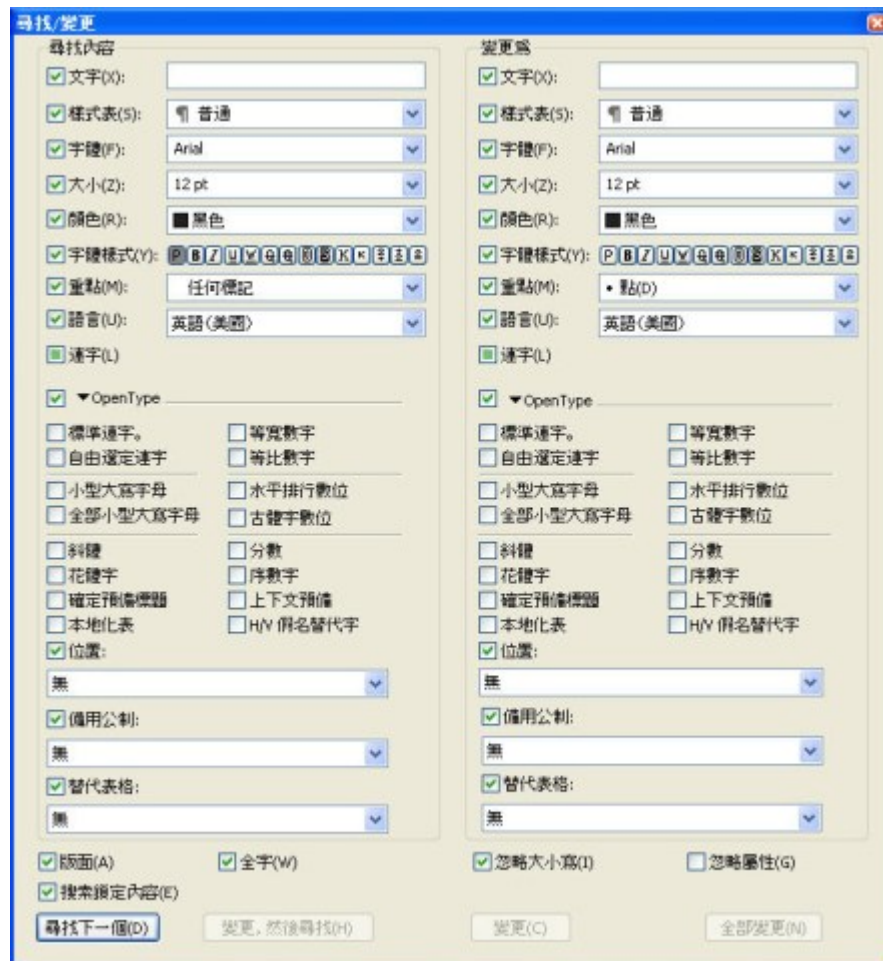 尋找/變更
尋找內容
文字(X):
樣式表(S): ¶ 普通
字體(F): Arial
大小(Z): 12 pt
顏色(R): 黑色
字體樣式(Y): P B I U W
重點(M): 任何標記
語言(U): 英語(美國)
連字(L)
OpenType
標準連字。 等寬數字
自由選定連字 等比數字
小型大寫字母 水平排行數位
全部小型大寫字母 古體字數位
斜體 分數
花體字 序數字
確定預備標題 上下文預備
本地化表 H/V 假名替代字
位置:
無
備用公制:
無
替代表格:
無
變更為
文字(X):
樣式表(S): ¶ 普通
字體(F): Arial
大小(Z): 12 pt
顏色(R): 黑色
字體樣式(Y): P B I U W
重點(M): • 點(D)
語言(U): 英語(美國)
連字(L)
OpenType
標準連字。 等寬數字
自由選定連字 等比數字
小型大寫字母 水平排行數位
全部小型大寫字母 古體字數位
斜體 分數
花體字 序數字
確定預備標題 上下文預備
本地化表 H/V 假名替代字
位置:
無
備用公制:
無
替代表格:
無
版面(A) 全字(W) 忽略大小寫(I) 忽略屬性(G)
搜索鎖定內容(E)
尋找下一個(D) 變更,然後尋找(H) 變更(C) 全部變更(N)